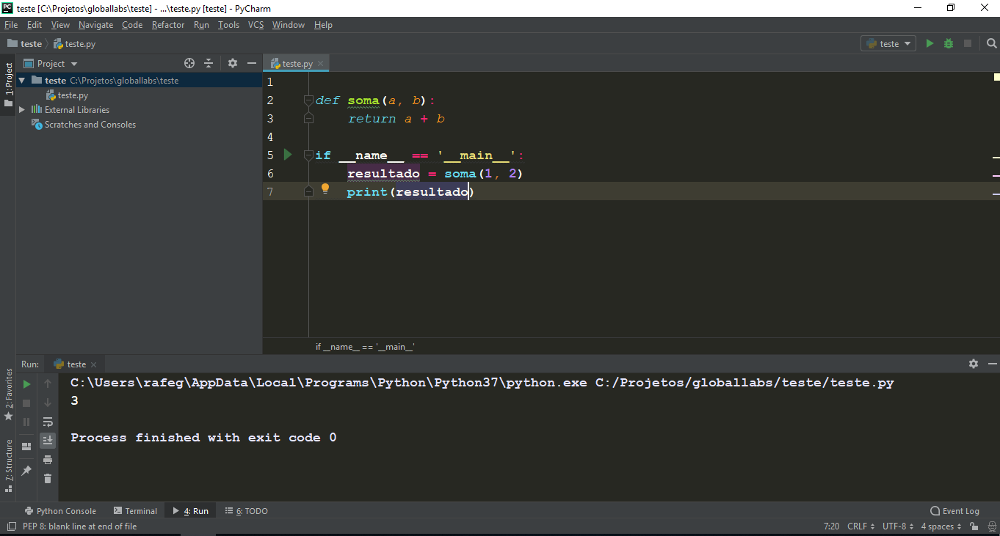 teste [C:\Projetos\globallabs\teste] - ...\teste.py [teste] - PyCharm
File Edit View Navigate Code Refactor Run Tools VCS Window Help
teste teste.py teste
1: Project
Project
teste C:\Projetos\globallabs\teste
teste.py
External Libraries
Scratches and Consoles
teste.py
1
2 def soma(a, b):
3 return a + b
4
5 if __name__ == '__main__':
6 resultado = soma(1, 2)
7 print(resultado)
if __name__ == '__main__'
Run: teste
C:\Users\rafeg\AppData\Local\Programs\Python\Python37\python.exe C:/Projetos/globallabs/teste/teste.py
3
Process finished with exit code 0
2: Favorites
7: Structure
Python Console Terminal 4: Run 6: TODO Event Log
PEP 8: blank line at end of file 7:20 CRLF UTF-8 4 spaces